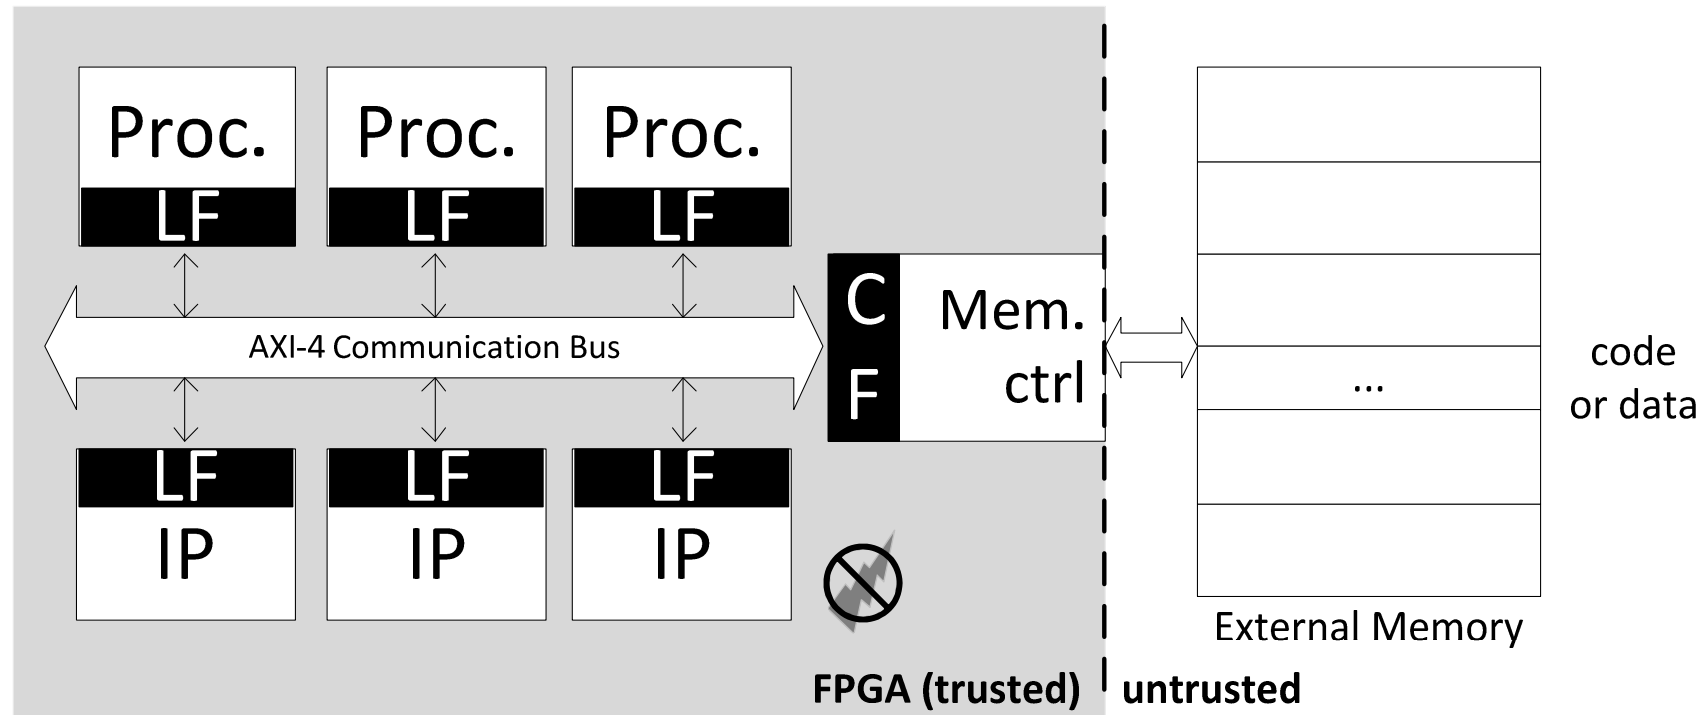 Proc.
LF
Proc.
LF
Proc.
LF
AXI-4 Communication Bus
C
F
Mem.
ctrl
LF
IP
LF
IP
LF
IP
...
code
or data
External Memory
FPGA (trusted)
untrusted